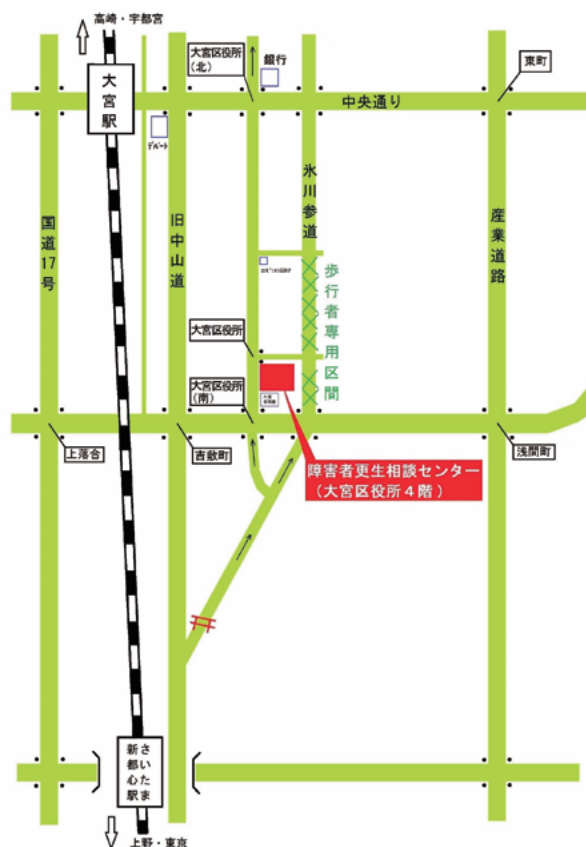 高崎・宇都宮
大宮駅
大宮区役所
(北)
銀行
東町
中央通り
デパート
国道17号
旧中山道
氷川参道
産業道路
歩行者専用区間
大宮区役所
大宮区役所
(南)
上落合
吉敷町
浅間町
障害者更生相談センター
(大宮区役所4階)
さいたま
新都心駅
上野・東京